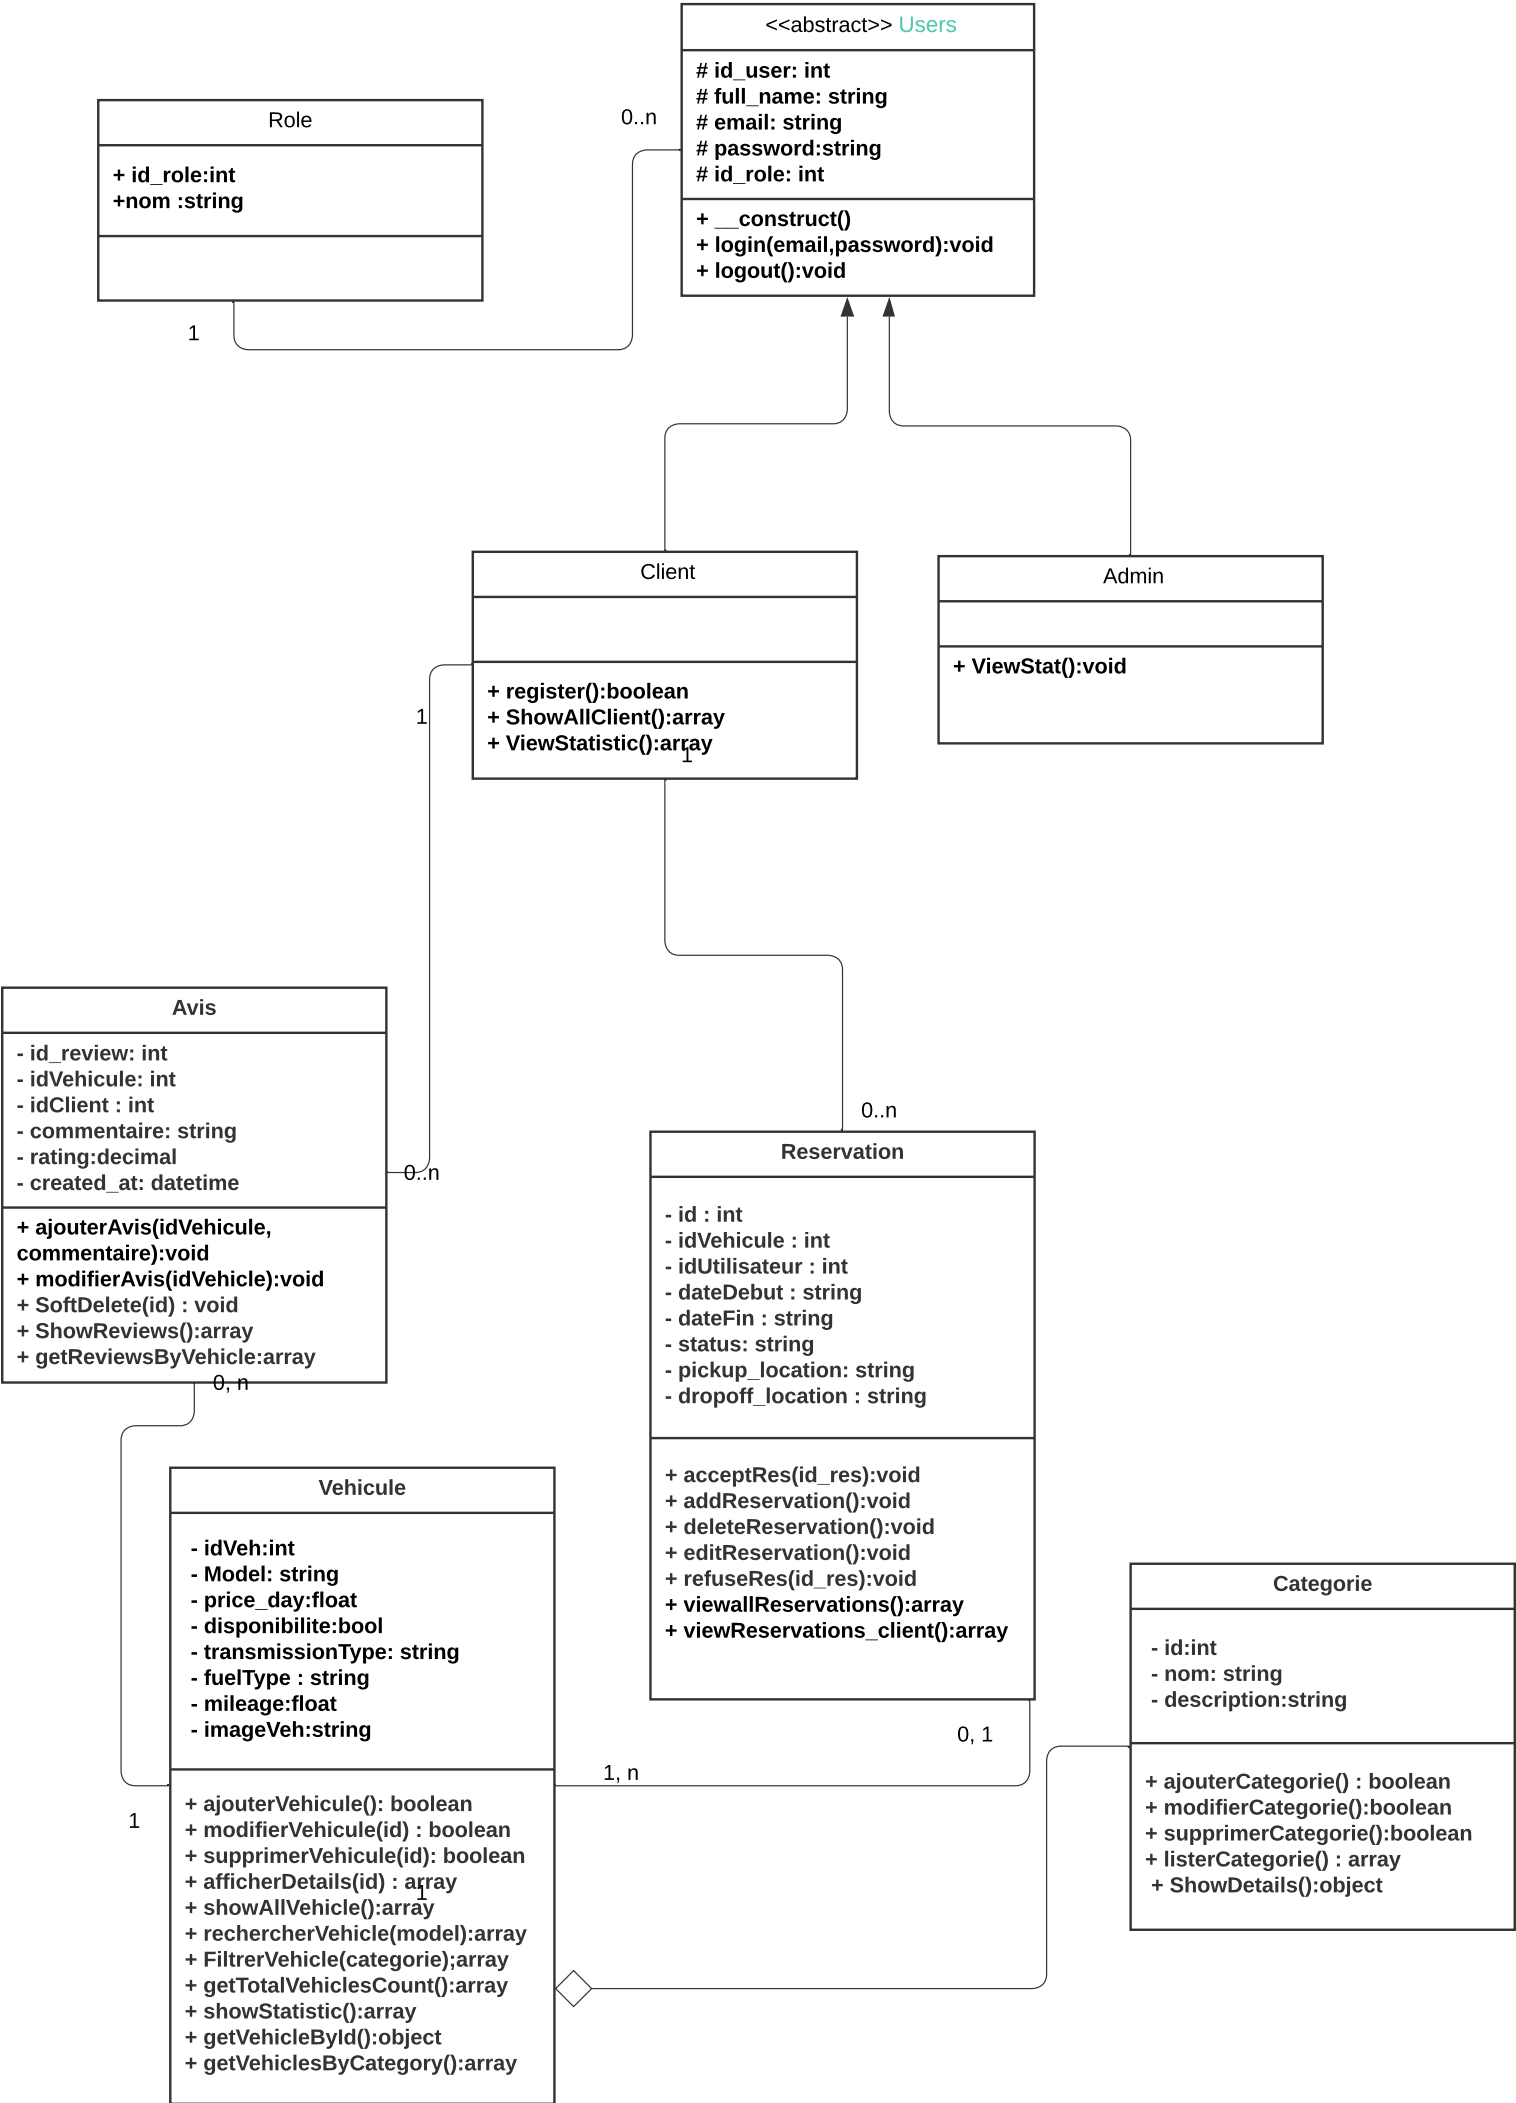 <<abstract>> Users
# id_user: int
# full_name: string
# email: string
# password:string
# id_role: int
+ __construct()
+ login(email,password):void
+ logout():void
0..n
Role
+ id_role:int
+nom :string
1
Client
+ register():boolean
+ ShowAllClient():array
+ ViewStatistic():array
1
1
Admin
+ ViewStat():void
Avis
- id_review: int
- idVehicule: int
- idClient : int
- commentaire: string
- rating:decimal
- created_at: datetime
+ ajouterAvis(idVehicule,
commentaire):void
+ modifierAvis(idVehicle):void
+ SoftDelete(id) : void
+ ShowReviews():array
+ getReviewsByVehicle:array
0..n
0, n
0..n
Reservation
- id : int
- idVehicule : int
- idUtilisateur : int
- dateDebut : string
- dateFin : string
- status: string
- pickup_location: string
- dropoff_location : string
+ acceptRes(id_res):void
+ addReservation():void
+ deleteReservation():void
+ editReservation():void
+ refuseRes(id_res):void
+ viewallReservations():array
+ viewReservations_client():array
0, 1
1, n
Vehicule
- idVeh:int
- Model: string
- price_day:float
- disponibilite:bool
- transmissionType: string
- fuelType : string
- mileage:float
- imageVeh:string
+ ajouterVehicule(): boolean
+ modifierVehicule(id) : boolean
+ supprimerVehicule(id): boolean
+ afficherDetails(id) : array
+ showAllVehicle():array
+ rechercherVehicle(model):array
+ FiltrerVehicle(categorie);array
+ getTotalVehiclesCount():array
+ showStatistic():array
+ getVehicleById():object
+ getVehiclesByCategory():array
1
1
Categorie
- id:int
- nom: string
- description:string
+ ajouterCategorie() : boolean
+ modifierCategorie():boolean
+ supprimerCategorie():boolean
+ listerCategorie() : array
+ ShowDetails():object